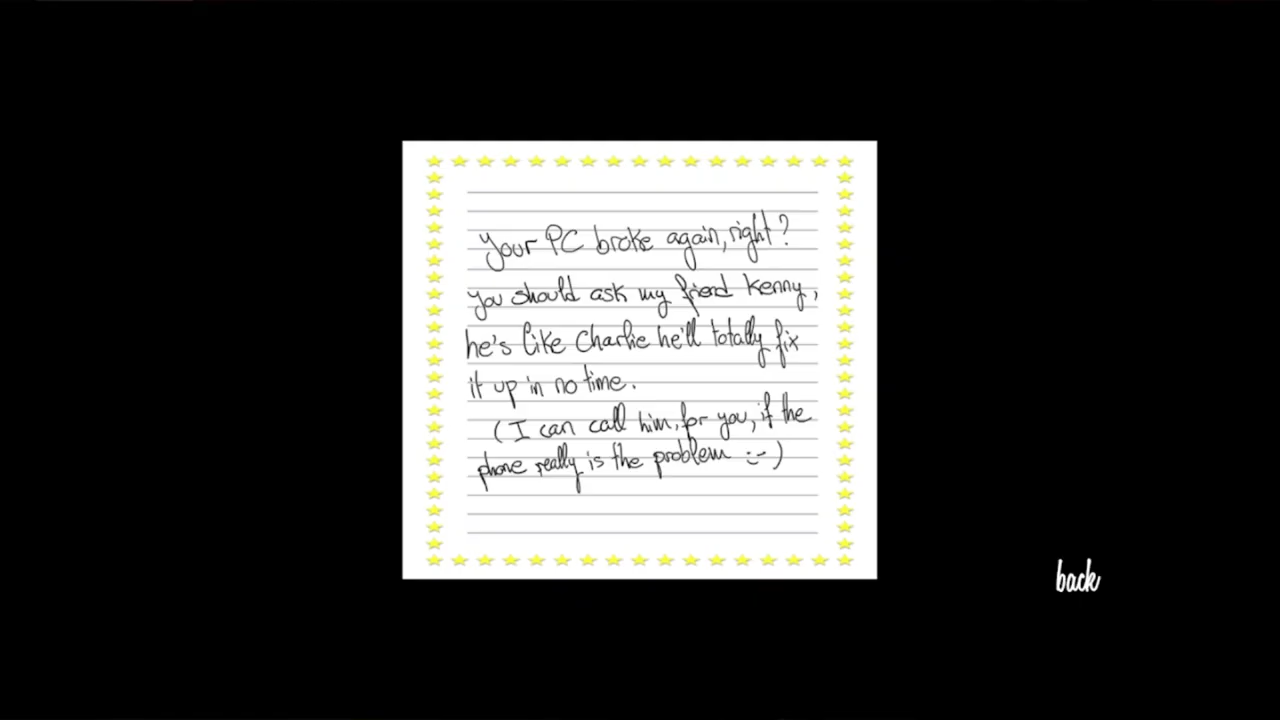 Your PC broke again, right?
you should ask my friend Kenny,
he's like Charlie he'll totally fix
it up in no time.
(I can call him, for you, if the
phone really is the problem :-)
back